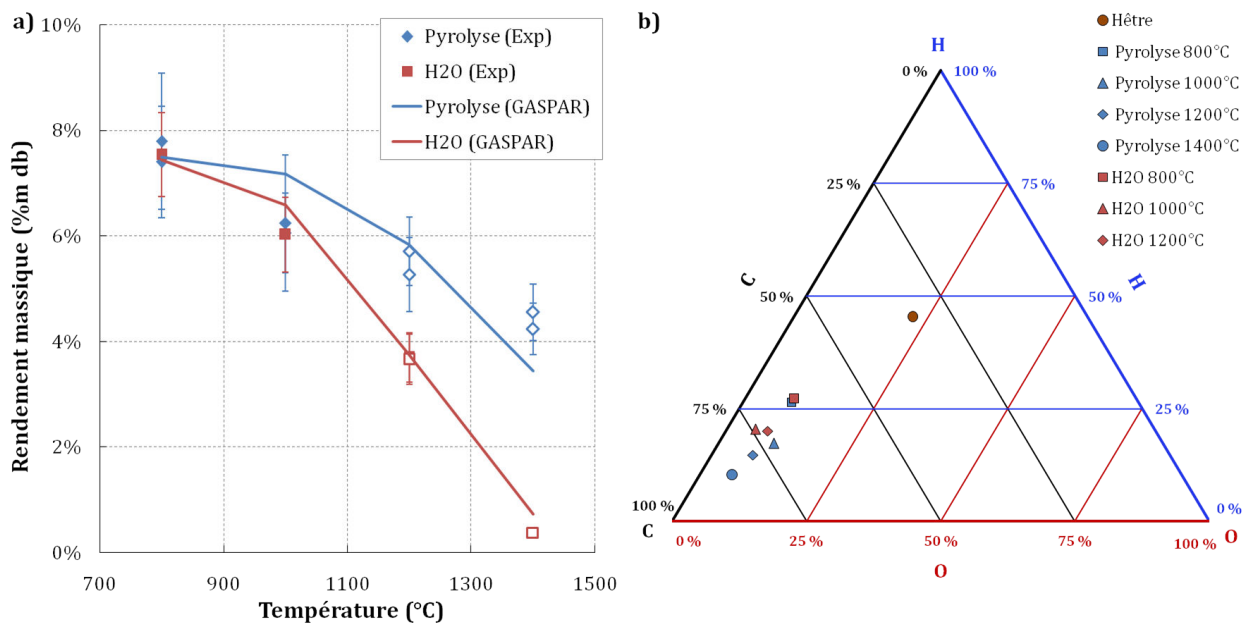 a)
Rendement massique (%m db)
10%
8%
6%
4%
2%
0%
700
900
1100
1300
1500
Température (°C)
Pyrolyse (Exp)
H2O (Exp)
Pyrolyse (GASPAR)
H2O (GASPAR)
b)
Hêtre
Pyrolyse 800°C
Pyrolyse 1000°C
Pyrolyse 1200°C
Pyrolyse 1400°C
H2O 800°C
H2O 1000°C
H2O 1200°C
H
0 % 100 %
25 % 75 %
C H
50 % 50 %
75 % 25 %
100 % 0 %
C O
0 % 25 % 50 % 75 % 100 %
O